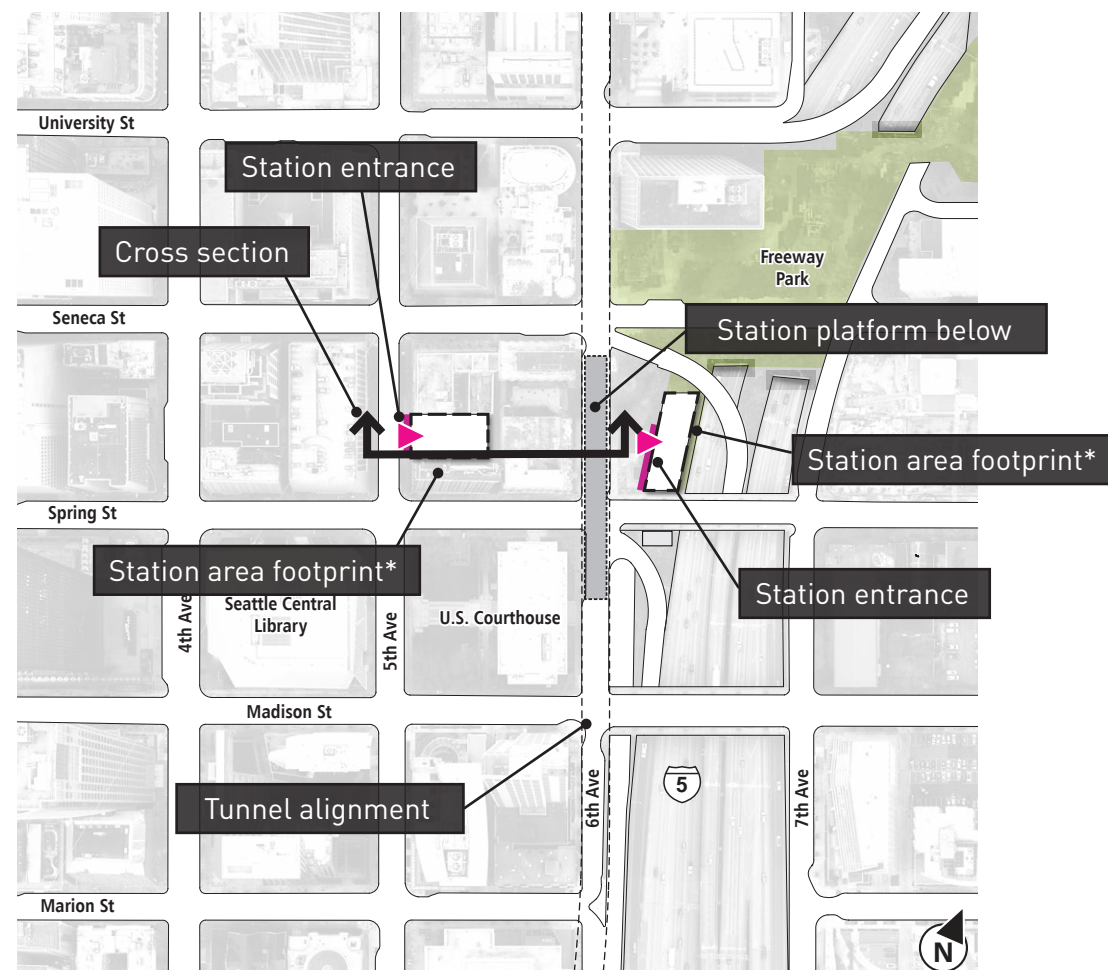 University St
Station entrance
Cross section
Freeway
Park
Seneca St
Station platform below
Station area footprint*
Spring St
Station area footprint*
Station entrance
Seattle Central
Library
4th Ave
5th Ave
U.S. Courthouse
Madison St
Tunnel alignment
5
6th Ave
7th Ave
Marion St
N